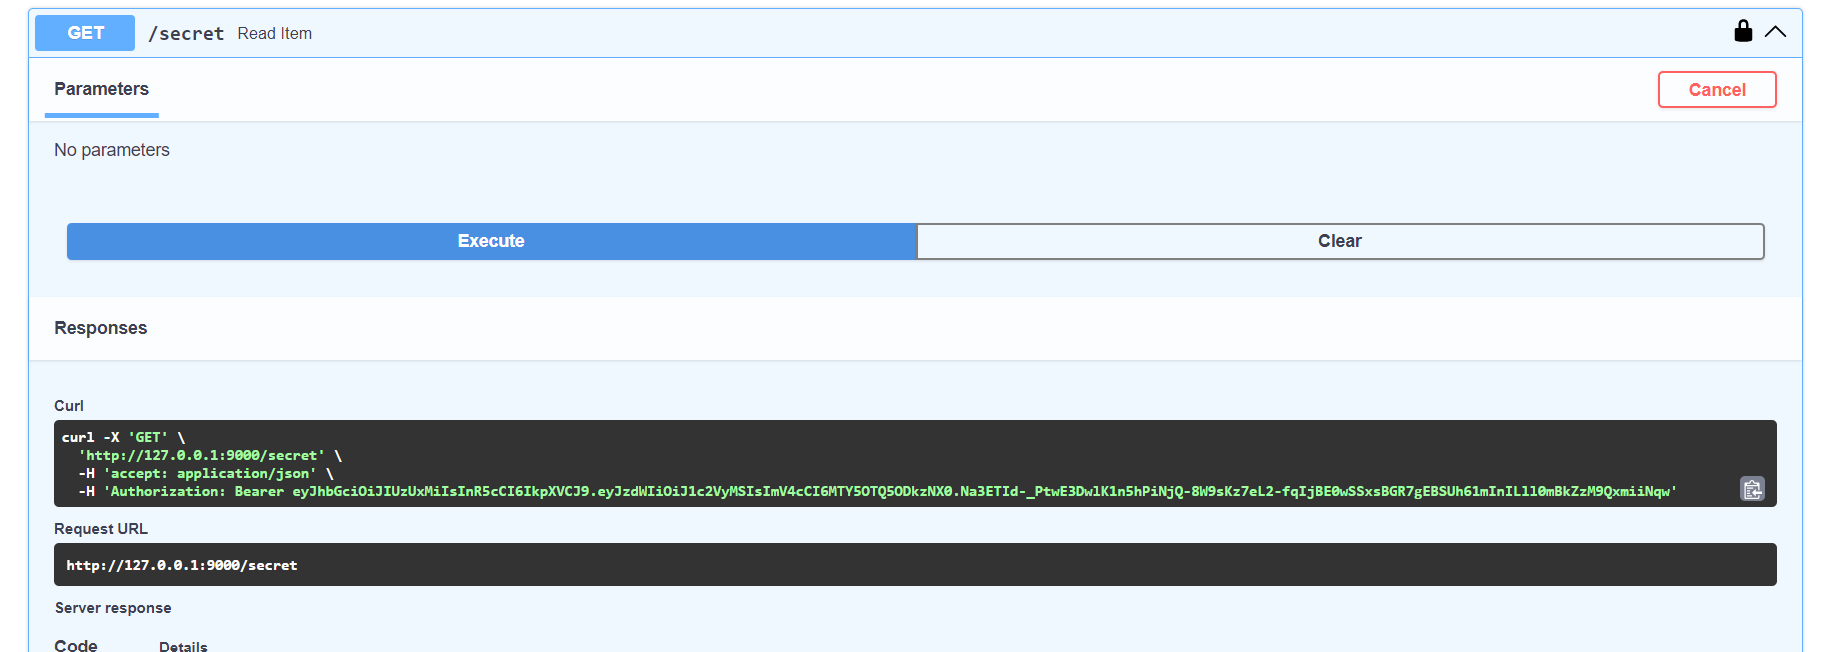 GET /secret Read Item
Parameters
Cancel
No parameters
Execute
Clear
Responses
Curl
curl -X 'GET' \
'http://127.0.0.1:9000/secret' \
-H 'accept: application/json' \
-H 'Authorization: Bearer eyJhbGciOiJIUzUxMiIsInR5cCI6IkpXVCJ9.eyJzdWIiOiJ1c2VyMSIsImV4cCI6MTY5OTQ5ODkzNX0.Na3ETId-_PtwE3DwlK1n5hPiNjQ-8W9sKz7eL2-fqIjBE0wSSxsBGR7gEBSUh61mInILll0mBkZzM9QxmiiNqw'
Request URL
http://127.0.0.1:9000/secret
Server response
Code
Details